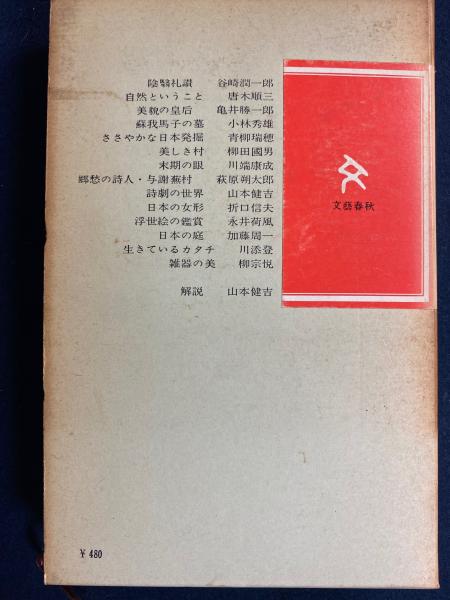 陰翳礼讃 谷崎潤一郎
自然ということ 唐木順三
美貌の皇后 亀井勝一郎
蘇我馬子の墓 小林秀雄
ささやかな日本発掘 青柳瑞穂
美しき村 柳田國男
末期の眼 川端康成
郷愁の詩人・与謝蕪村 萩原朔太郎
詩劇の世界 山本健吉
日本の女形 折口信夫
浮世絵の鑑賞 永井荷風
日本の庭 加藤周一
生きているカタチ 川添登
雑器の美 柳宗悦
解説 山本健吉
文藝春秋
¥480